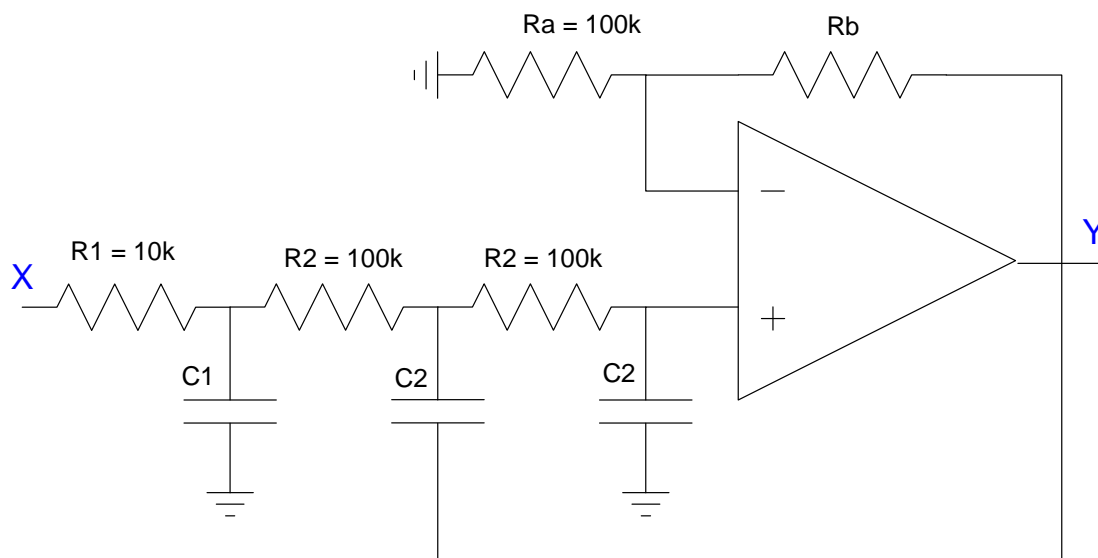 Ra = 100k
Rb
R1 = 10k
R2 = 100k
R2 = 100k
X
Y
C1
C2
C2